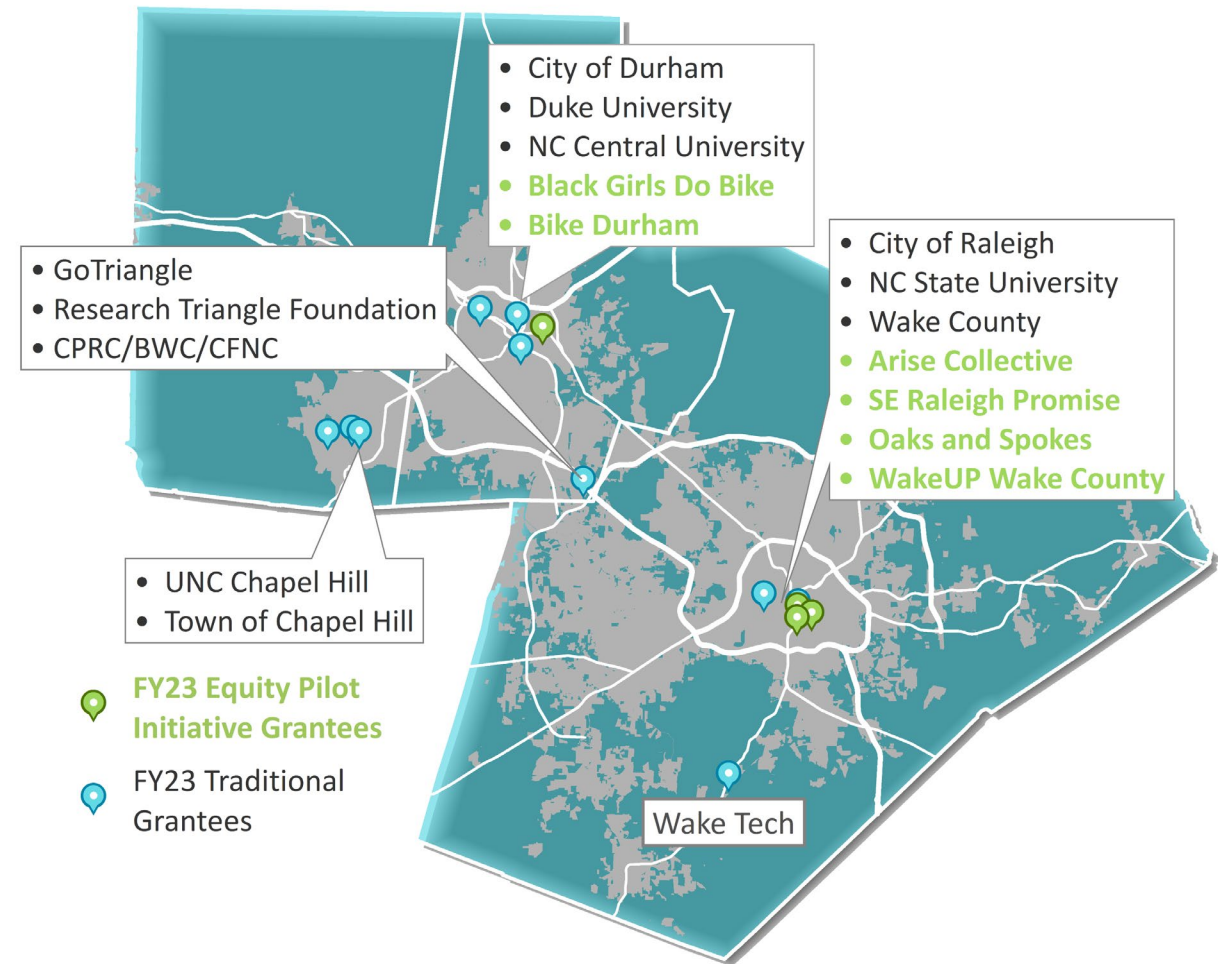 • City of Durham
• Duke University
• NC Central University
• Black Girls Do Bike
• Bike Durham
• City of Raleigh
• NC State University
• Wake County
• Arise Collective
• SE Raleigh Promise
• Oaks and Spokes
• WakeUP Wake County
• GoTriangle
• Research Triangle Foundation
• CPRC/BWC/CFNC
• UNC Chapel Hill
• Town of Chapel Hill
FY23 Equity Pilot
Initiative Grantees
FY23 Traditional
Grantees
Wake Tech